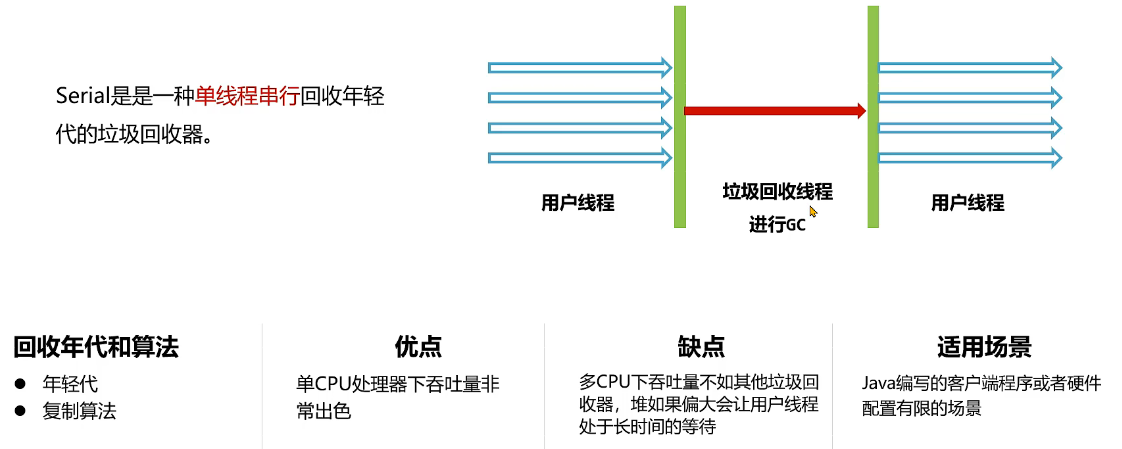 Serial是是一种单线程串行回收年轻
代的垃圾回收器。
用户线程
垃圾回收线程
进行GC
用户线程
回收年代和算法
● 年轻代
● 复制算法
优点
单CPU处理器下吞吐量非
常出色
缺点
多CPU下吞吐量不如其他垃圾回
收器，堆如果偏大会让用户线程
处于长时间的等待
适用场景
Java编写的客户端程序或者硬件
配置有限的场景